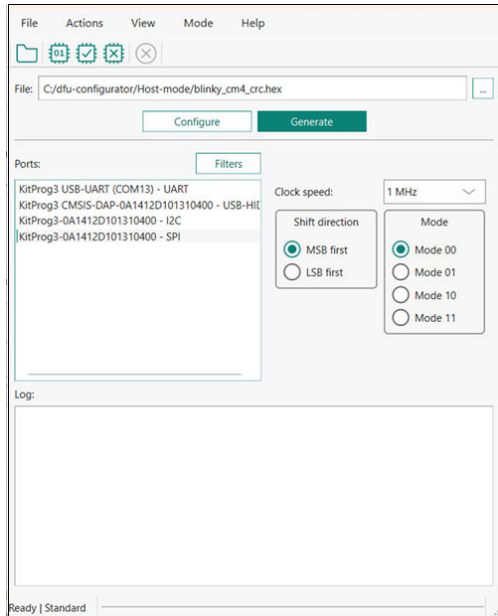 File Actions View Mode Help
01
File: C:/dfu-configurator/Host-mode/blinky_cm4_crc.hex ...
Configure Generate
Ports: Filters
KitProg3 USB-UART (COM13) - UART
KitProg3 CMSIS-DAP-0A1412D101310400 - USB-HID
KitProg3-0A1412D101310400 - I2C
KitProg3-0A1412D101310400 - SPI
Clock speed: 1 MHz
Shift direction
MSB first
LSB first
Mode
Mode 00
Mode 01
Mode 10
Mode 11
Log:
Ready | Standard